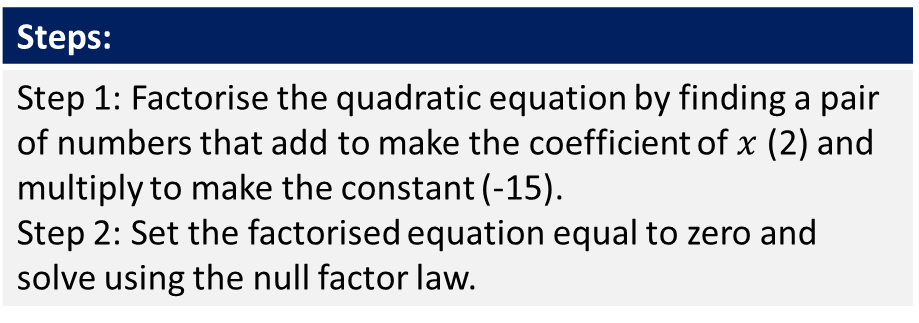 Steps:
Step 1: Factorise the quadratic equation by finding a pair
of numbers that add to make the coefficient of 𝑥 (2) and
multiply to make the constant (-15).
Step 2: Set the factorised equation equal to zero and
solve using the null factor law.